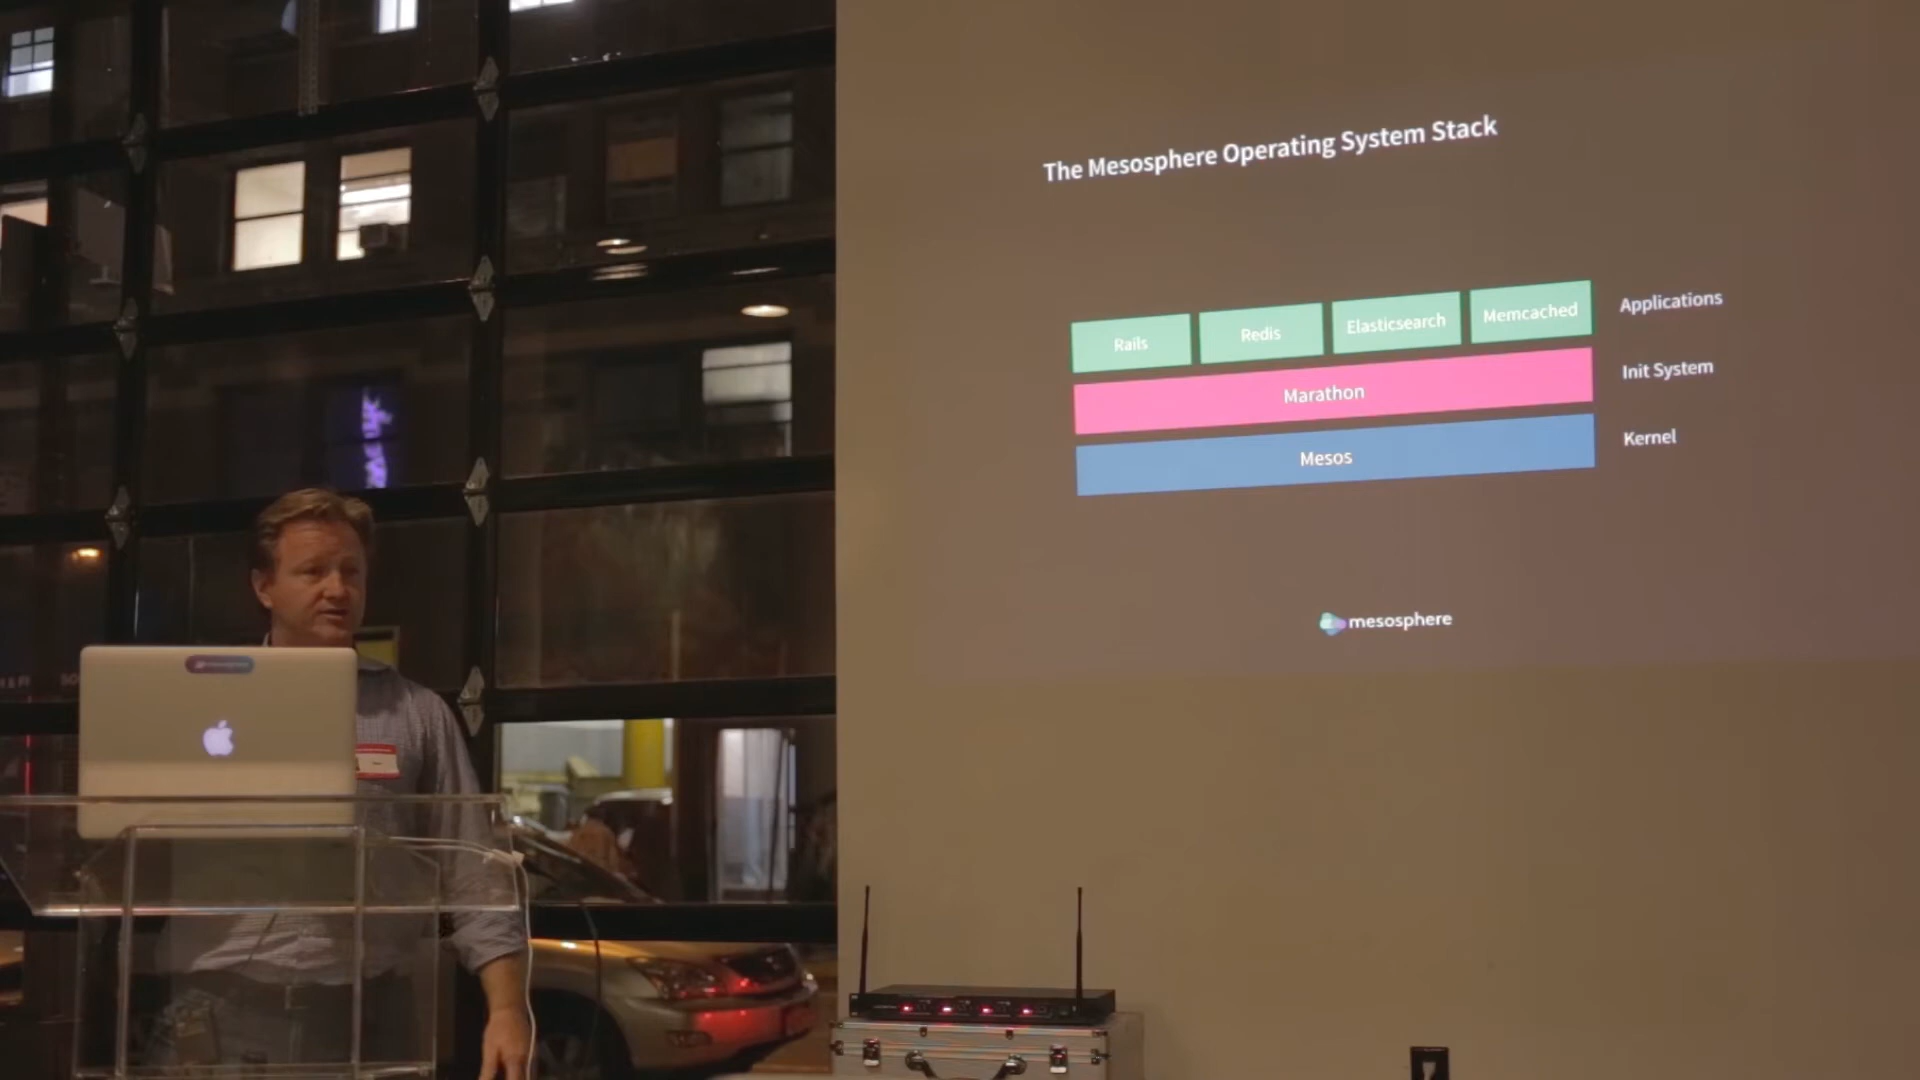 The Mesosphere Operating System Stack
Rails Redis Elasticsearch Memcached Applications
Marathon Init System
Mesos Kernel
mesosphere